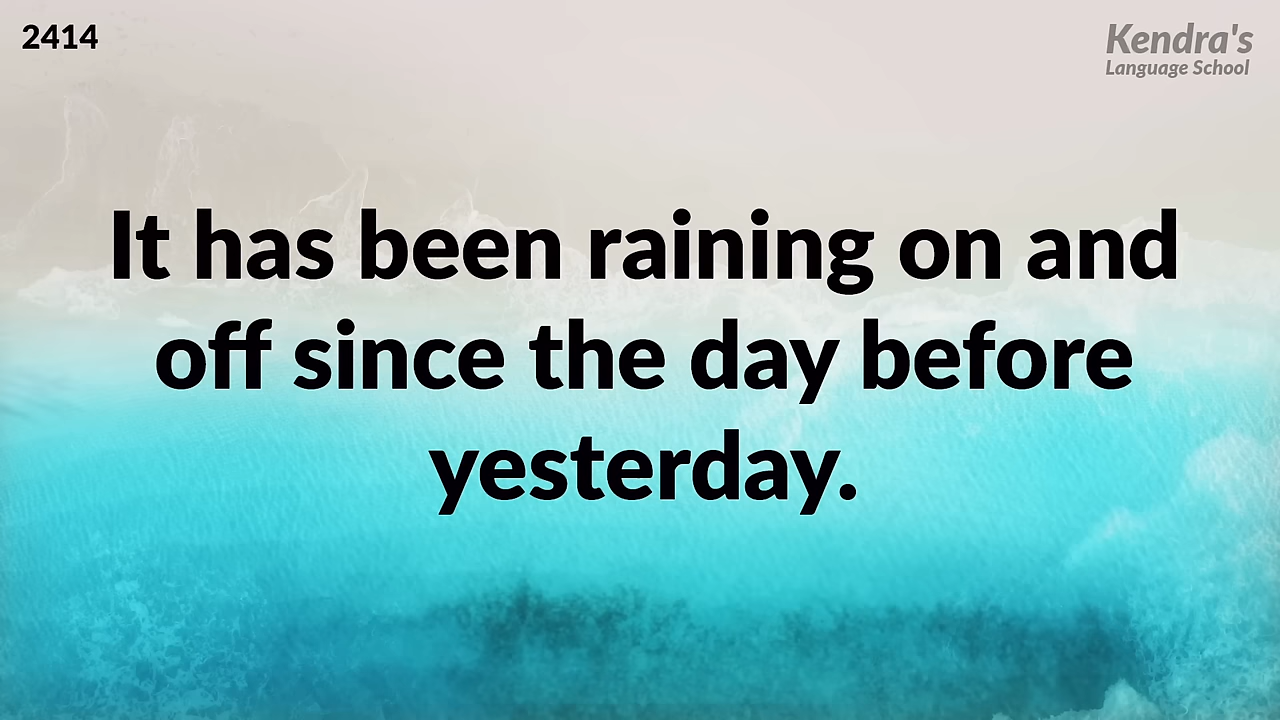 2414
Kendra's
Language School
It has been raining on and
off since the day before
yesterday.